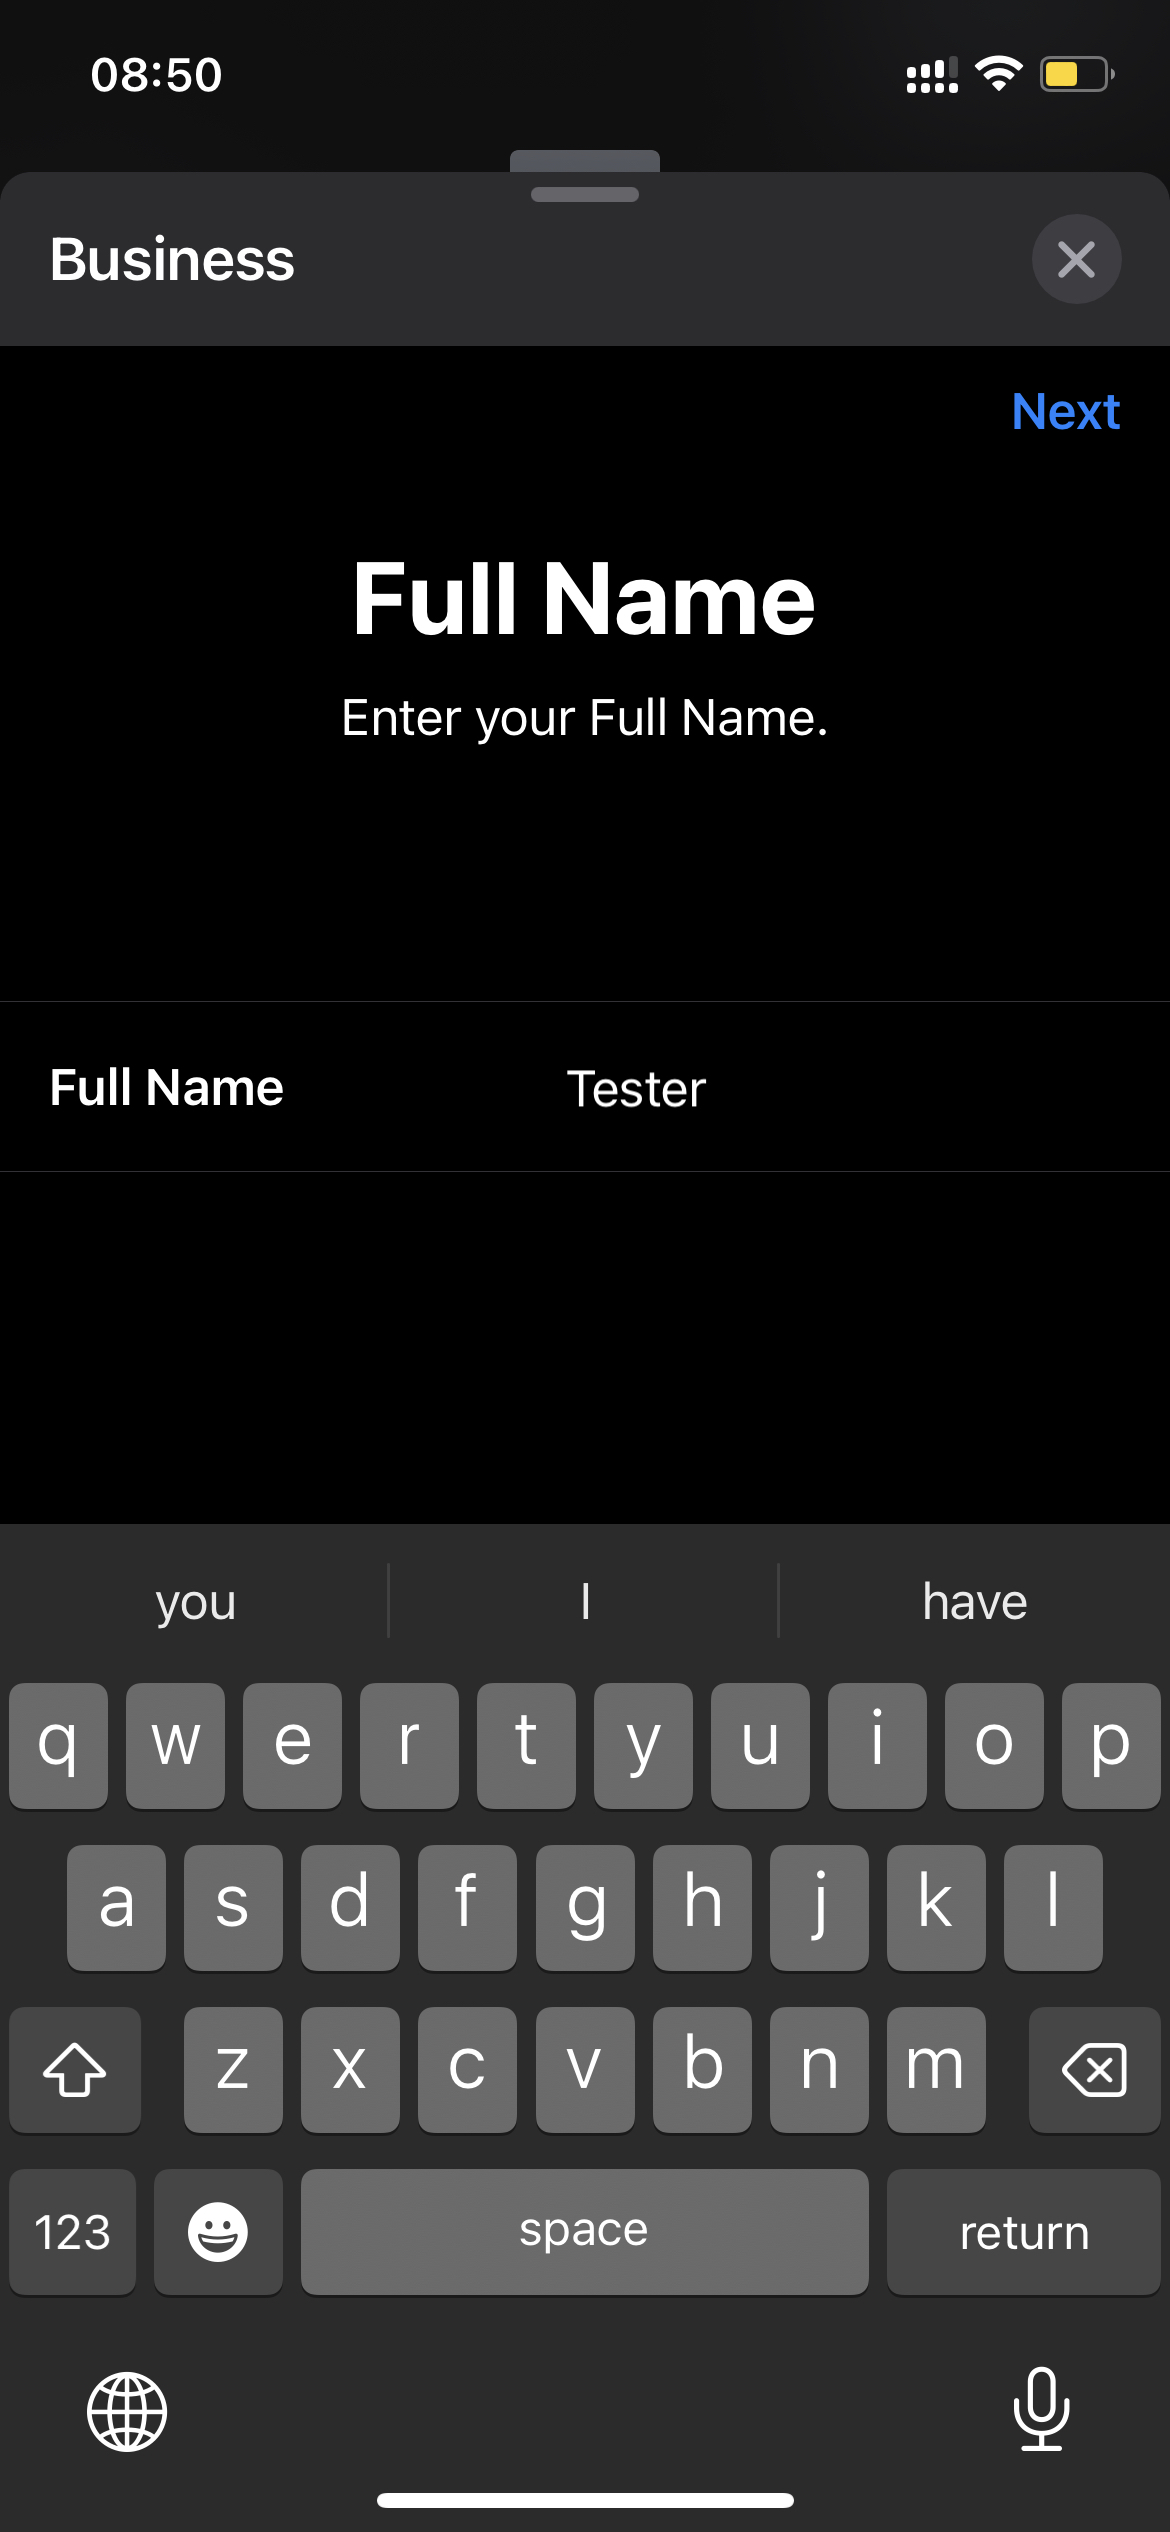 08:50
Business
Next
Full Name
Enter your Full Name.
Full Name Tester
you I have
q w e r t y u i o p
a s d f g h j k l
z x c v b n m
123 space return